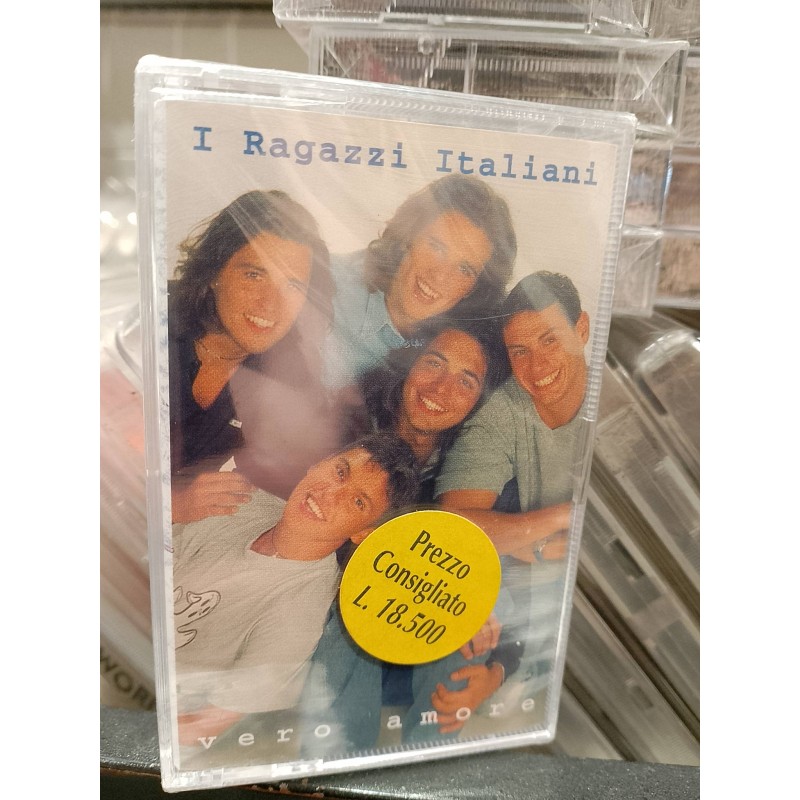 I Ragazzi Italiani
Prezzo
Consigliato
L. 18.500
vero amore